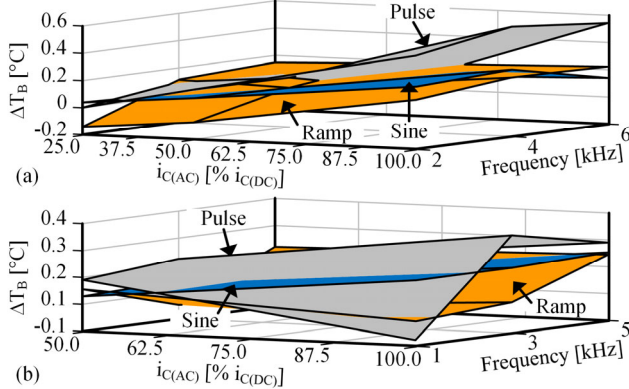 0.6
0.4
0.2
0
-0.2
ΔT_B [°C]
Pulse
Ramp
Sine
25.0 37.5 50.0 62.5 75.0 87.5 100.0
2 4 6
(a) i_C(AC) [% i_C(DC)]
Frequency [kHz]
0.4
0.3
0.2
0.1
-0.1
ΔT_B [°C]
Pulse
Sine
Ramp
50.0 62.5 75.0 87.5 100.0
1 3 5
(b) i_C(AC) [% i_C(DC)]
Frequency [kHz]